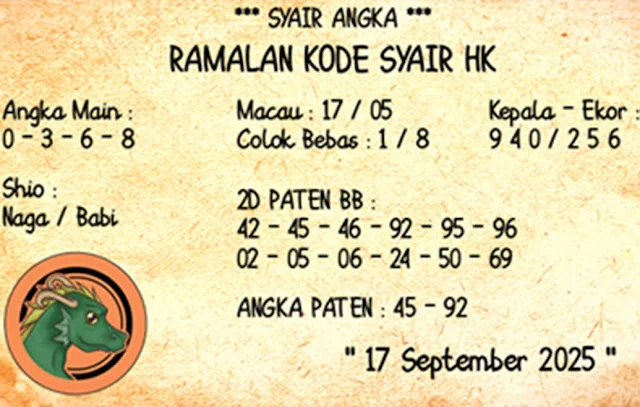 *** SYAIR ANGKA ***
RAMALAN KODE SYAIR HK
Angka Main :
0 - 3 - 6 - 8
Macau : 17 / 05
Colok Bebas : 1 / 8
Kepala - Ekor :
9 4 0 / 2 5 6
Shio :
Naga / Babi
2D PATEN BB :
42 - 45 - 46 - 92 - 95 - 96
02 - 05 - 06 - 24 - 50 - 69
ANGKA PATEN : 45 - 92
" 17 September 2025 "